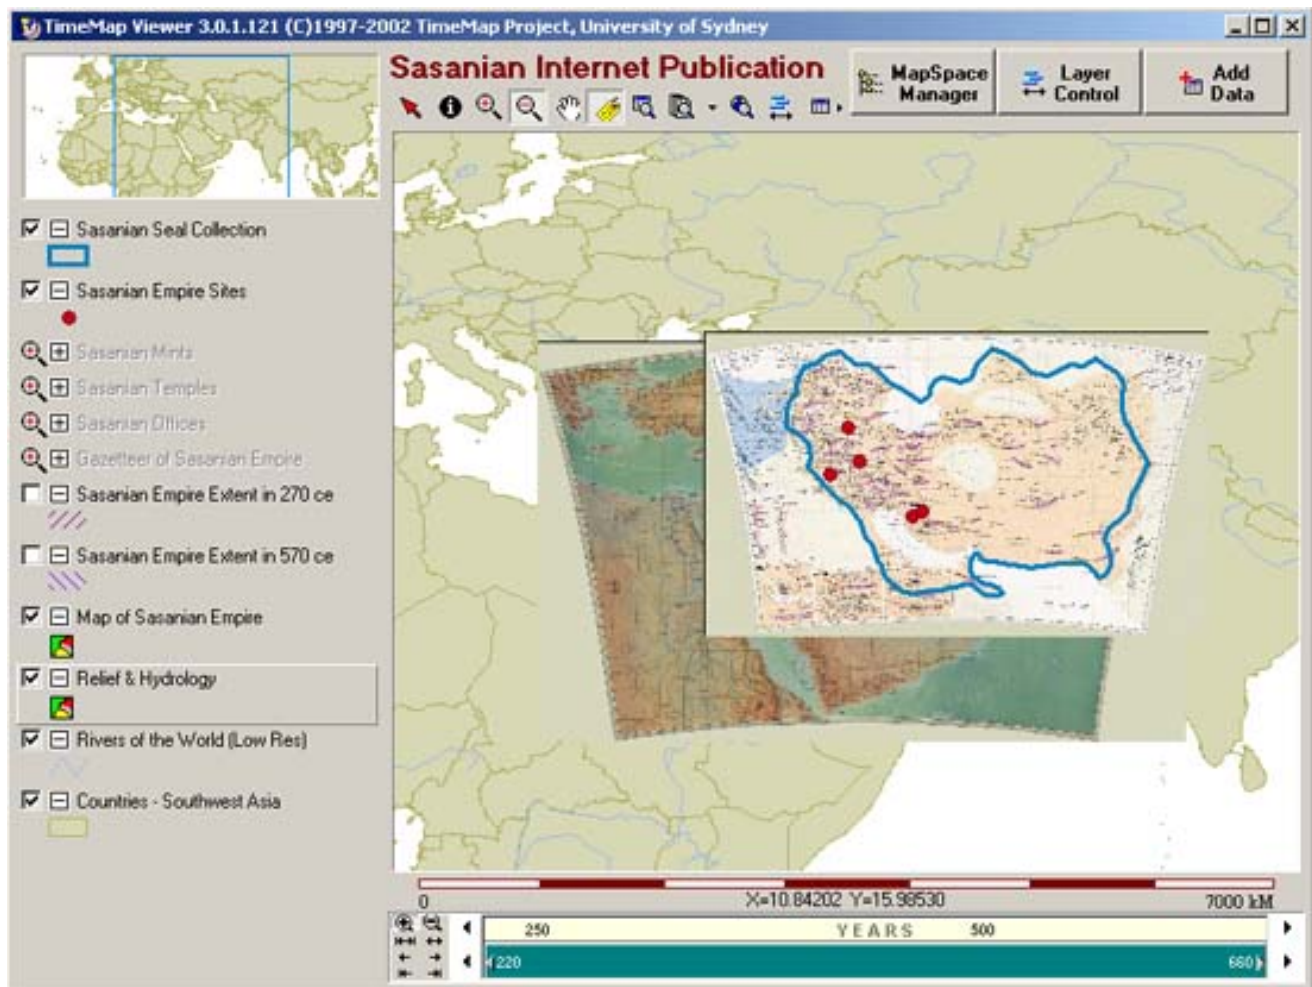 TimeMap Viewer 3.0.1.121 (C)1997-2002 TimeMap Project, University of Sydney
Sasanian Internet Publication
MapSpace Manager
Layer Control
Add Data
Sasanian Seal Collection
Sasanian Empire Sites
Sasanian Mints
Sasanian Temples
Sasanian Offices
Gazetteer of Sasanian Empire
Sasanian Empire Extent in 270 ce
Sasanian Empire Extent in 570 ce
Map of Sasanian Empire
Relief & Hydrology
Rivers of the World (Low Res)
Countries - Southwest Asia
0 X=10.84202 Y=15.98530 7000 kM
250 YEARS 500
220 660